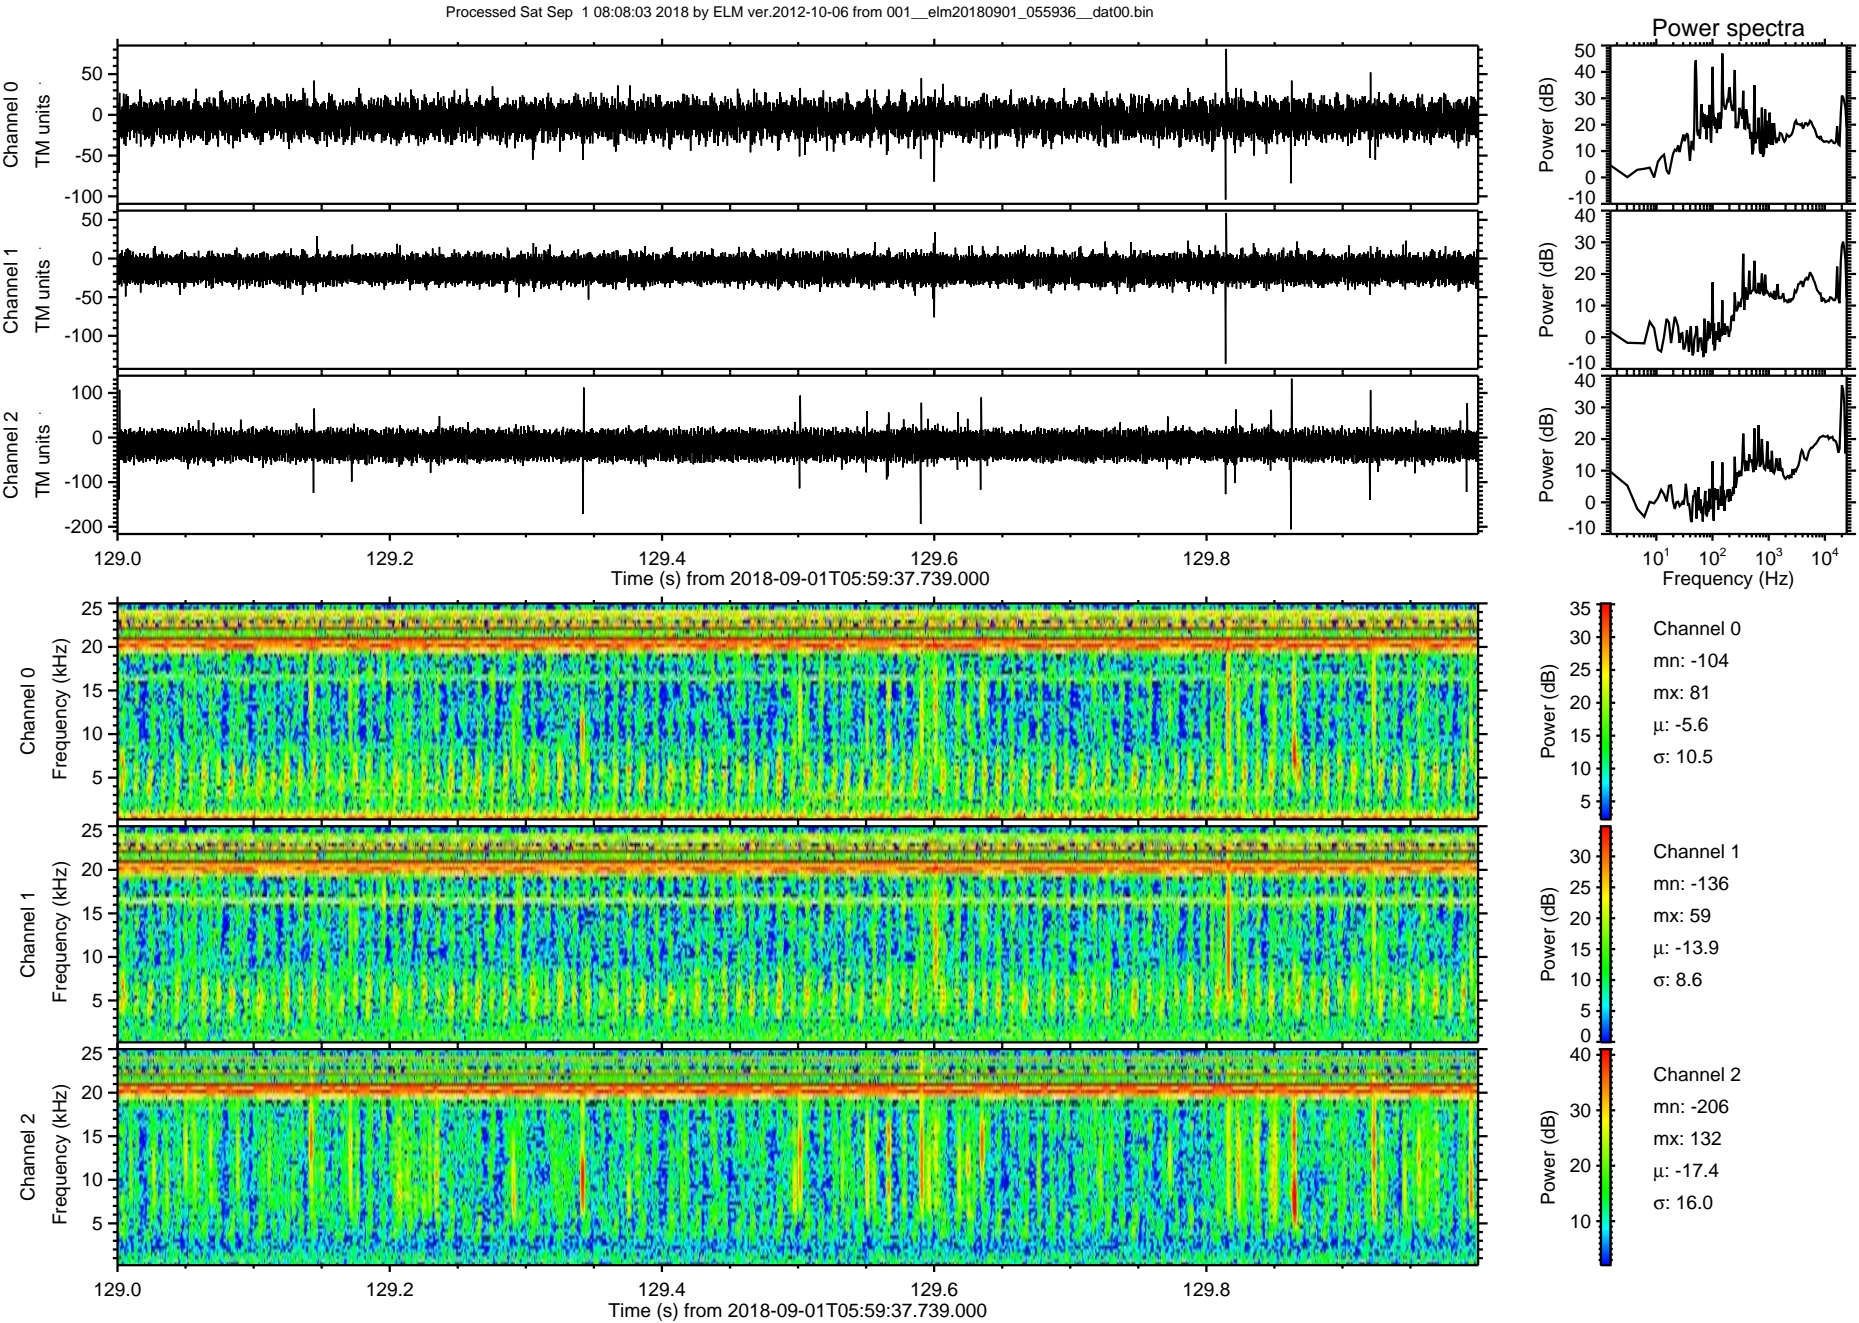 Processed Sat Sep  1 08:08:03 2018 by ELM ver.2012-10-06 from 001__elm20180901_055936__dat00.bin
Power spectra
Channel 0
TM units
50
0
-50
-100
Power (dB)
50
40
30
20
10
0
-10
Channel 1
TM units
50
0
-50
-100
Power (dB)
40
30
20
10
0
-10
Channel 2
TM units
100
0
-100
-200
Power (dB)
40
30
20
10
0
-10
129.0 129.2 129.4 129.6 129.8
Time (s) from 2018-09-01T05:59:37.739.000
10¹ 10² 10³ 10⁴
Frequency (Hz)
Channel 0
Frequency (kHz)
25
20
15
10
5
Power (dB)
35
30
25
20
15
10
5
Channel 0
mn: -104
mx: 81
μ: -5.6
σ: 10.5
Channel 1
Frequency (kHz)
25
20
15
10
5
Power (dB)
30
25
20
15
10
5
0
Channel 1
mn: -136
mx: 59
μ: -13.9
σ: 8.6
Channel 2
Frequency (kHz)
25
20
15
10
5
Power (dB)
40
30
20
10
Channel 2
mn: -206
mx: 132
μ: -17.4
σ: 16.0
129.0 129.2 129.4 129.6 129.8
Time (s) from 2018-09-01T05:59:37.739.000